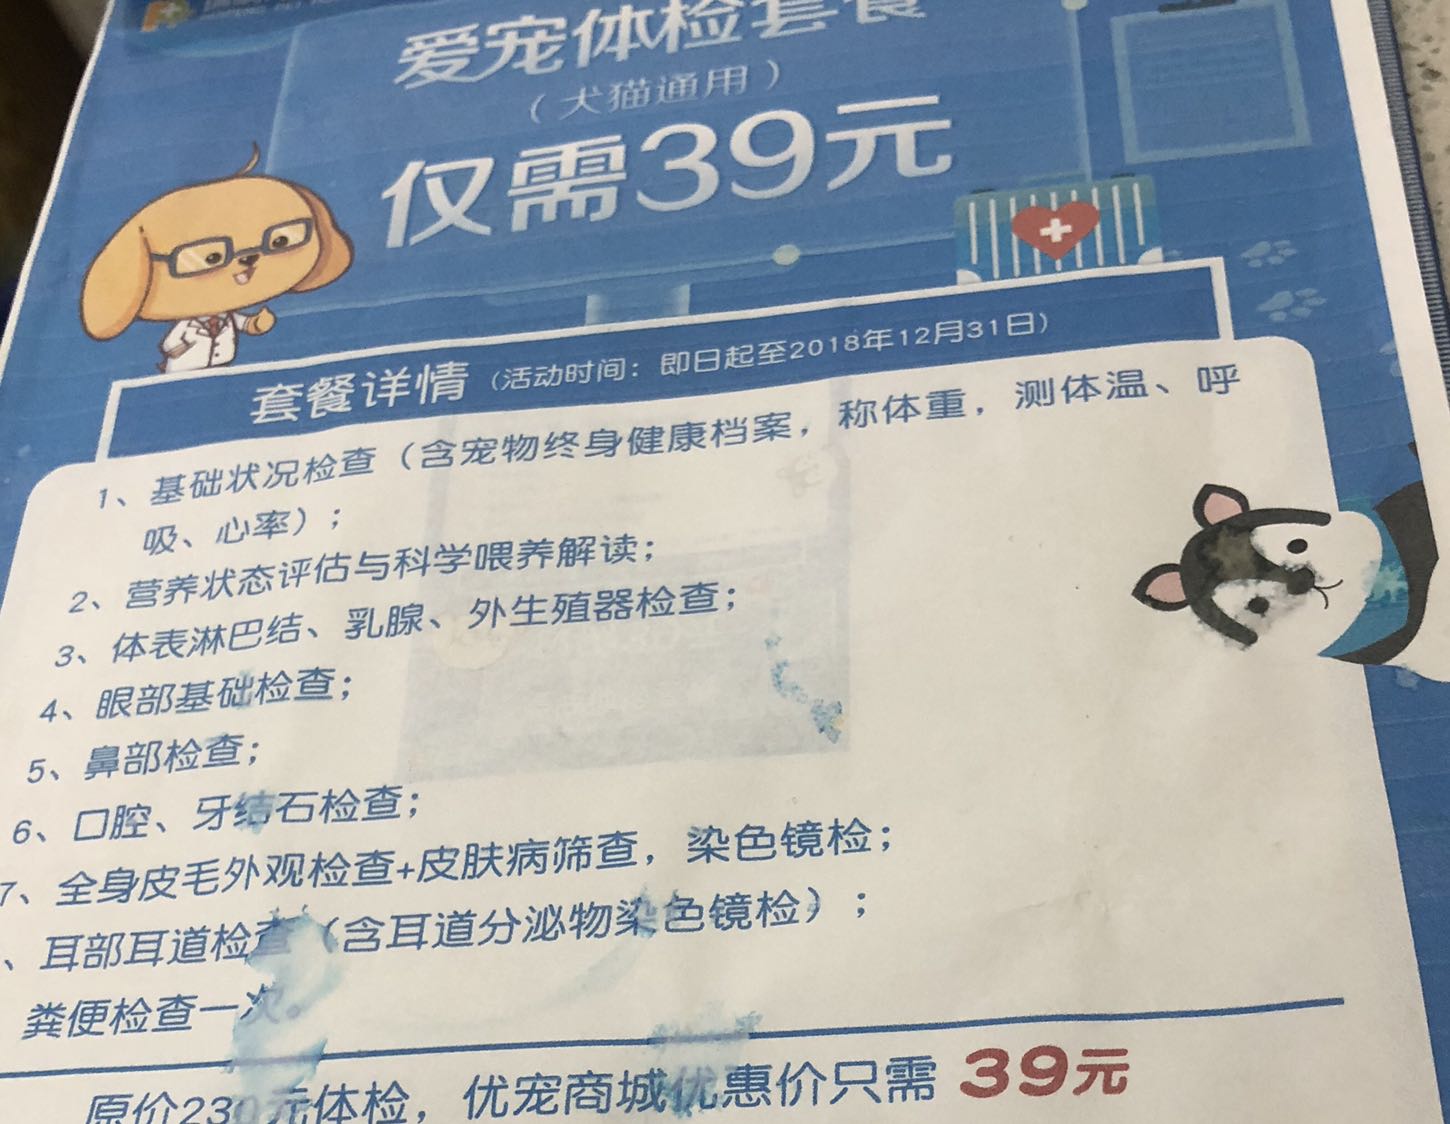 爱宠体检套餐
（犬猫通用）
仅需39元
套餐详情（活动时间：即日起至2018年12月31日）
1、基础状况检查（含宠物终身健康档案，称体重，测体温、呼
吸、心率）；
2、营养状态评估与科学喂养解读；
3、体表淋巴结、乳腺、外生殖器检查；
4、眼部基础检查；
5、鼻部检查；
6、口腔、牙结石检查；
7、全身皮毛外观检查+皮肤病筛查，染色镜检；
、耳部耳道检查（含耳道分泌物染色镜检）；
粪便检查一次。
原价230元体检，优宠商城优惠价只需 39元